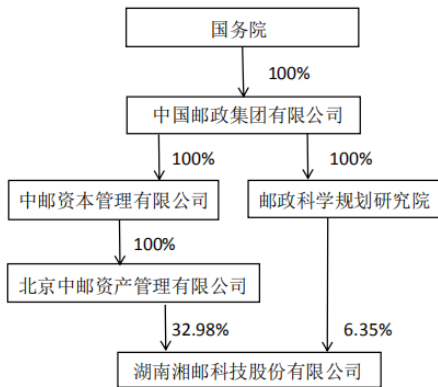 国务院
100%
中国邮政集团有限公司
100%
100%
中邮资本管理有限公司
邮政科学规划研究院
100%
北京中邮资产管理有限公司
32.98%
6.35%
湖南湘邮科技股份有限公司